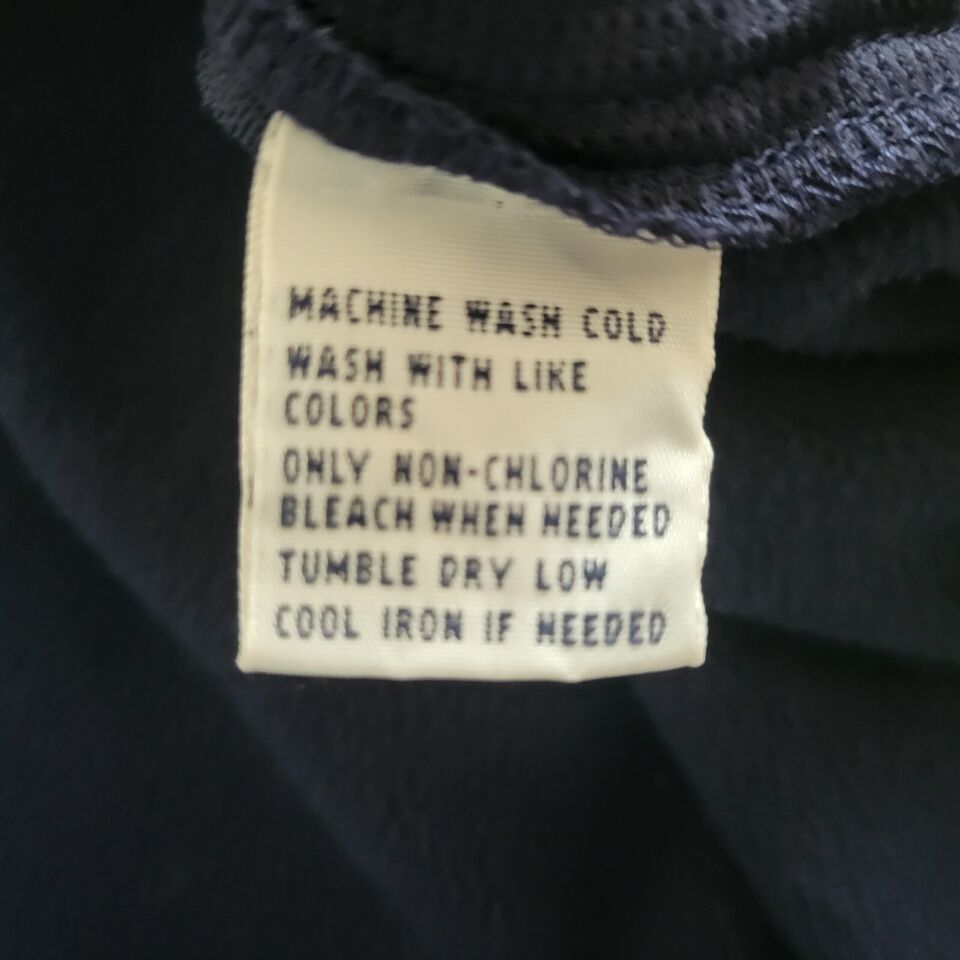 MACHINE WASH COLD
WASH WITH LIKE
COLORS
ONLY NON-CHLORINE
BLEACH WHEN NEEDED
TUMBLE DRY LOW
COOL IRON IF NEEDED